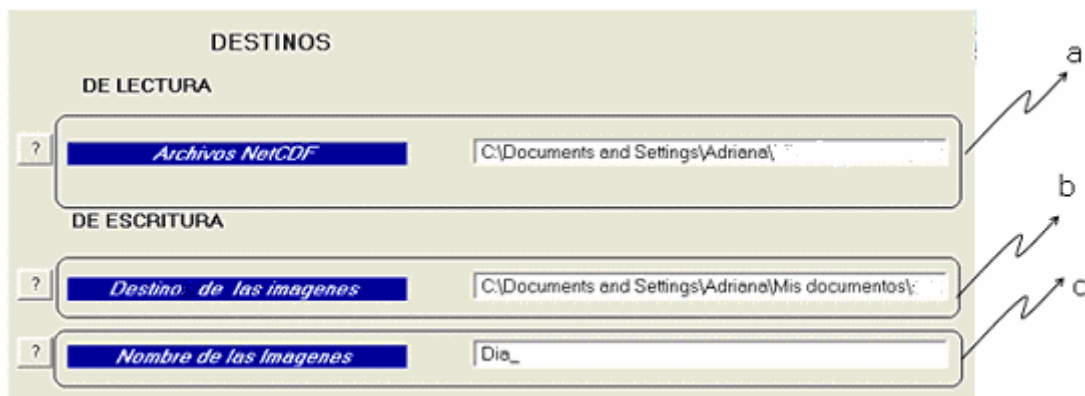 DESTINOS
DE LECTURA
a
? Archivos NetCDF C:\Documents and Settings\Adriana\
DE ESCRITURA
b
? Destino de las imagenes C:\Documents and Settings\Adriana\Mis documentos\
c
? Nombre de las Imagenes Dia_